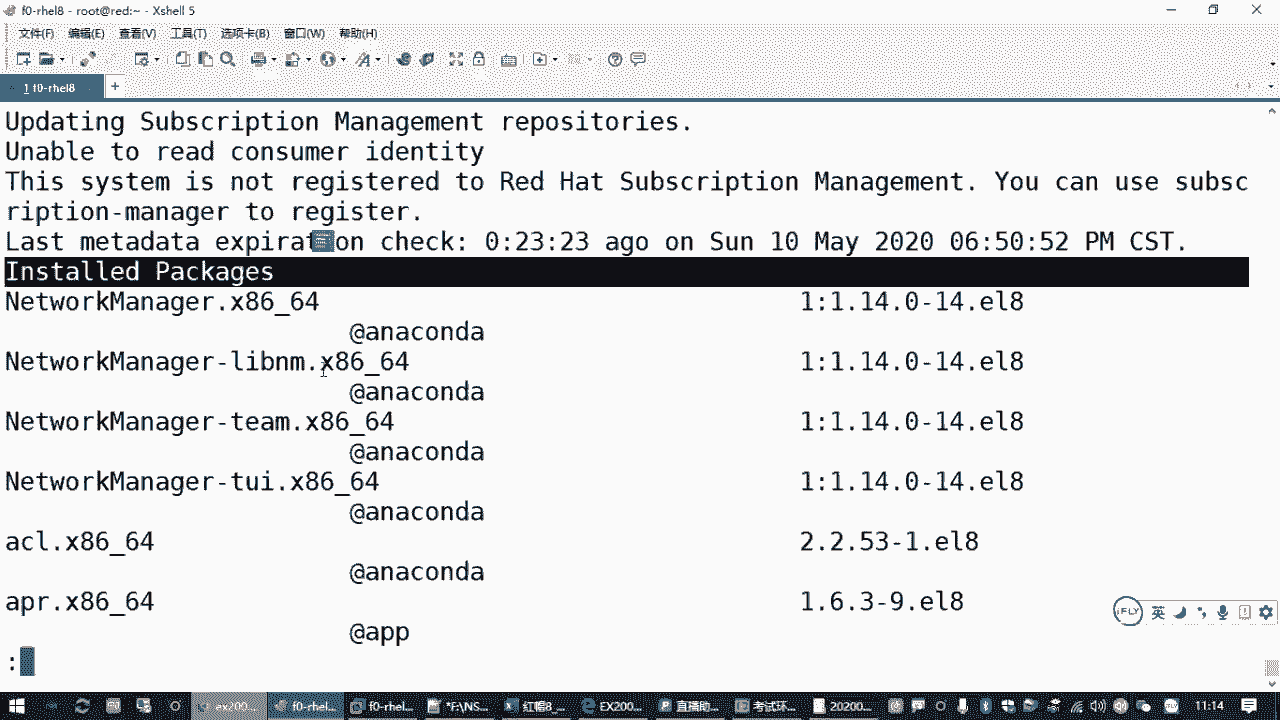 f0-rhel8 - root@red:~ - Xshell 5
文件(F) 编辑(E) 查看(V) 工具(T) 选项卡(B) 窗口(W) 帮助(H)
1 f0-rhel8
Updating Subscription Management repositories.
Unable to read consumer identity
This system is not registered to Red Hat Subscription Management. You can use subsc
ription-manager to register.
Last metadata expiration check: 0:23:23 ago on Sun 10 May 2020 06:50:52 PM CST.
Installed Packages
NetworkManager.x86_64 1:1.14.0-14.el8
@anaconda
NetworkManager-libnm.x86_64 1:1.14.0-14.el8
@anaconda
NetworkManager-team.x86_64 1:1.14.0-14.el8
@anaconda
NetworkManager-tui.x86_64 1:1.14.0-14.el8
@anaconda
acl.x86_64 2.2.53-1.el8
@anaconda
apr.x86_64 1.6.3-9.el8
@app
:
iFLY 英
ex200... f0-rhel... f0-rhel... *F:\NS... 红帽8_... EX200... 直播助... 考试环... 20200... 11:14